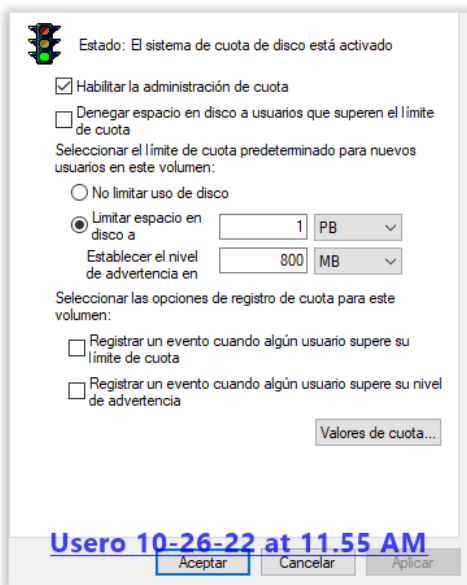 Estado: El sistema de cuota de disco está activado
Habilitar la administración de cuota
Denegar espacio en disco a usuarios que superen el límite
de cuota
Seleccionar el límite de cuota predeterminado para nuevos
usuarios en este volumen:
No limitar uso de disco
Limitar espacio en
disco a
1 PB
Establecer el nivel
de advertencia en
800 MB
Seleccionar las opciones de registro de cuota para este
volumen:
Registrar un evento cuando algún usuario supere su
límite de cuota
Registrar un evento cuando algún usuario supere su nivel
de advertencia
Valores de cuota...
Usero 10-26-22 at 11.55 AM
Aceptar Cancelar Aplicar